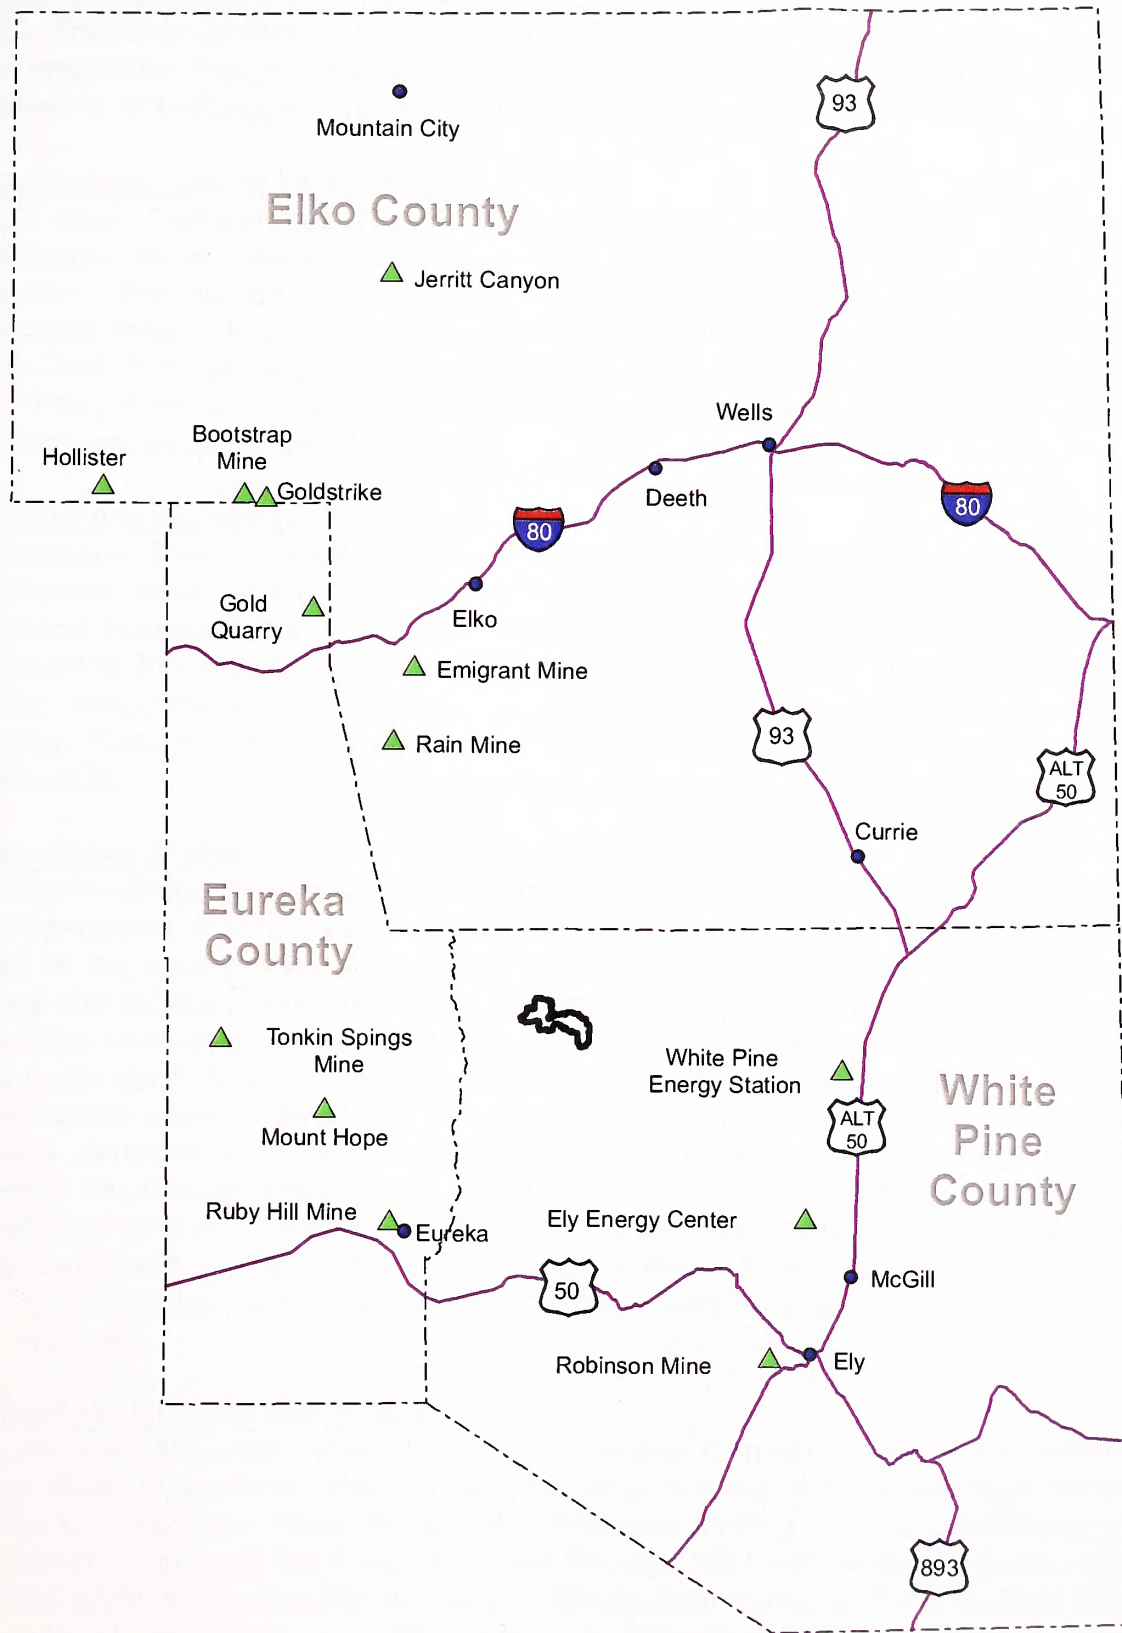 93
Mountain City
Elko County
Jerritt Canyon
Wells
Bootstrap
Mine
Hollister
Goldstrike
Deeth
80
80
Gold
Quarry
Elko
Emigrant Mine
Rain Mine
93
ALT
50
Currie
Eureka
County
Tonkin Spings
Mine
White Pine
Energy Station
White
Pine
County
Mount Hope
ALT
50
Ruby Hill Mine
Eureka
Ely Energy Center
50
McGill
Robinson Mine
Ely
893